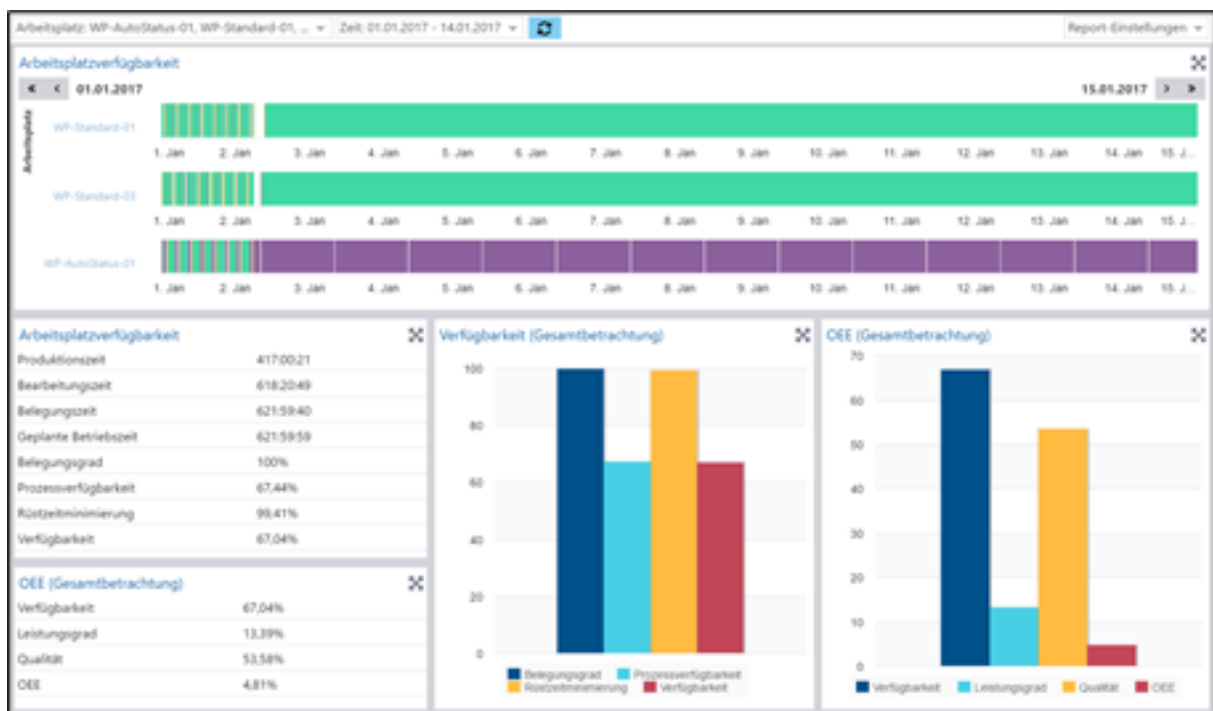 Arbeitsplatz: WP-AutoStatus-01, WP-Standard-01, ... Zeit: 01.01.2017 - 14.01.2017 Report-Einstellungen
Arbeitsplatzverfügbarkeit
01.01.2017 15.01.2017
Arbeitsplatz
WP-Standard-01
1. Jan 2. Jan 3. Jan 4. Jan 5. Jan 6. Jan 7. Jan 8. Jan 9. Jan 10. Jan 11. Jan 12. Jan 13. Jan 14. Jan 15. J...
WP-Standard-03
1. Jan 2. Jan 3. Jan 4. Jan 5. Jan 6. Jan 7. Jan 8. Jan 9. Jan 10. Jan 11. Jan 12. Jan 13. Jan 14. Jan 15. J...
WP-AutoStatus-01
1. Jan 2. Jan 3. Jan 4. Jan 5. Jan 6. Jan 7. Jan 8. Jan 9. Jan 10. Jan 11. Jan 12. Jan 13. Jan 14. Jan 15. J...
Arbeitsplatzverfügbarkeit
Produktionszeit 417:00:21
Bearbeitungszeit 618:20:49
Belegungszeit 621:59:40
Geplante Betriebszeit 621:59:59
Belegungsgrad 100%
Prozessverfügbarkeit 67,44%
Rüstzeitminimierung 99,41%
Verfügbarkeit 67,04%
OEE (Gesamtbetrachtung)
Verfügbarkeit 67,04%
Leistungsgrad 13,39%
Qualität 53,58%
OEE 4,81%
Verfügbarkeit (Gesamtbetrachtung)
100
80
60
40
20
0
Belegungsgrad Prozessverfügbarkeit
Rüstzeitminimierung Verfügbarkeit
OEE (Gesamtbetrachtung)
70
60
50
40
30
20
10
0
Verfügbarkeit Leistungsgrad Qualität OEE